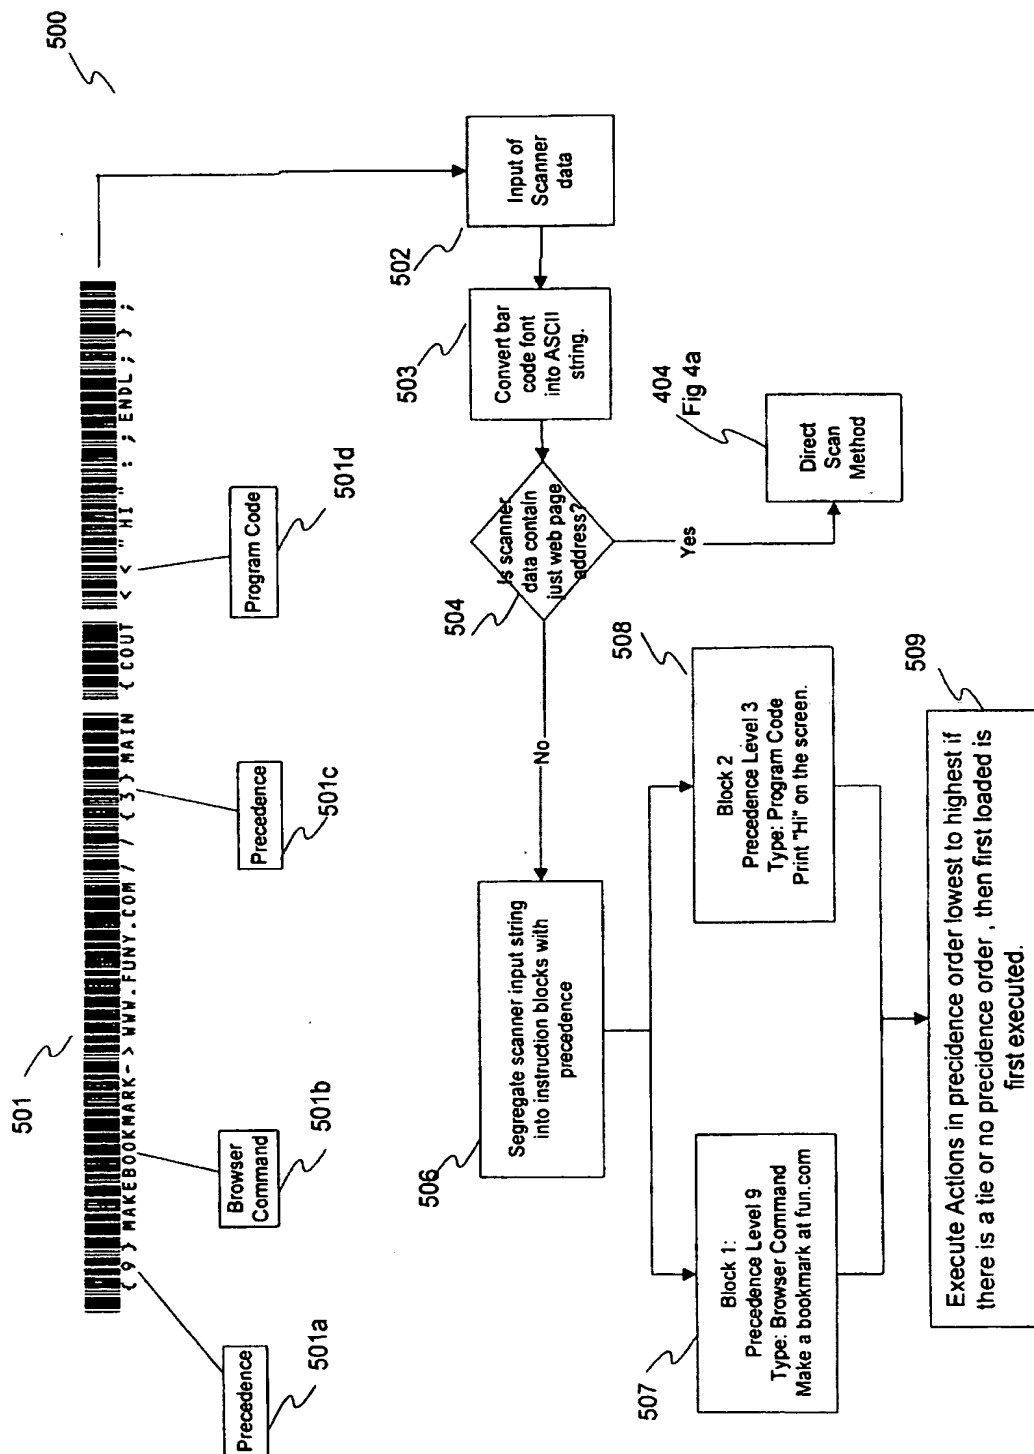 500
501
{9}MAKEBOOKMARK->WWW.FUNY.COM//{3}MAIN {COUT <<"HI":;ENDL;};
Precedence
501a
Browser
Command
501b
Precedence
501c
Program Code
501d
Input of
Scanner
data
502
Convert bar
code font
into ASCII
string.
503
Is scanner
data contain
just web page
address?
504
Yes
404
Fig 4a
Direct
Scan
Method
No
Segregate scanner input string
into instruction blocks with
precedence
506
Block 1:
Precedence Level 9
Type: Browser Command
Make a bookmark at fun.com
507
Block 2
Precedence Level 3
Type: Program Code
Print "Hi" on the screen.
508
Execute Actions in precidence order lowest to highest if
there is a tie or no precidence order , then first loaded is
first executed.
509